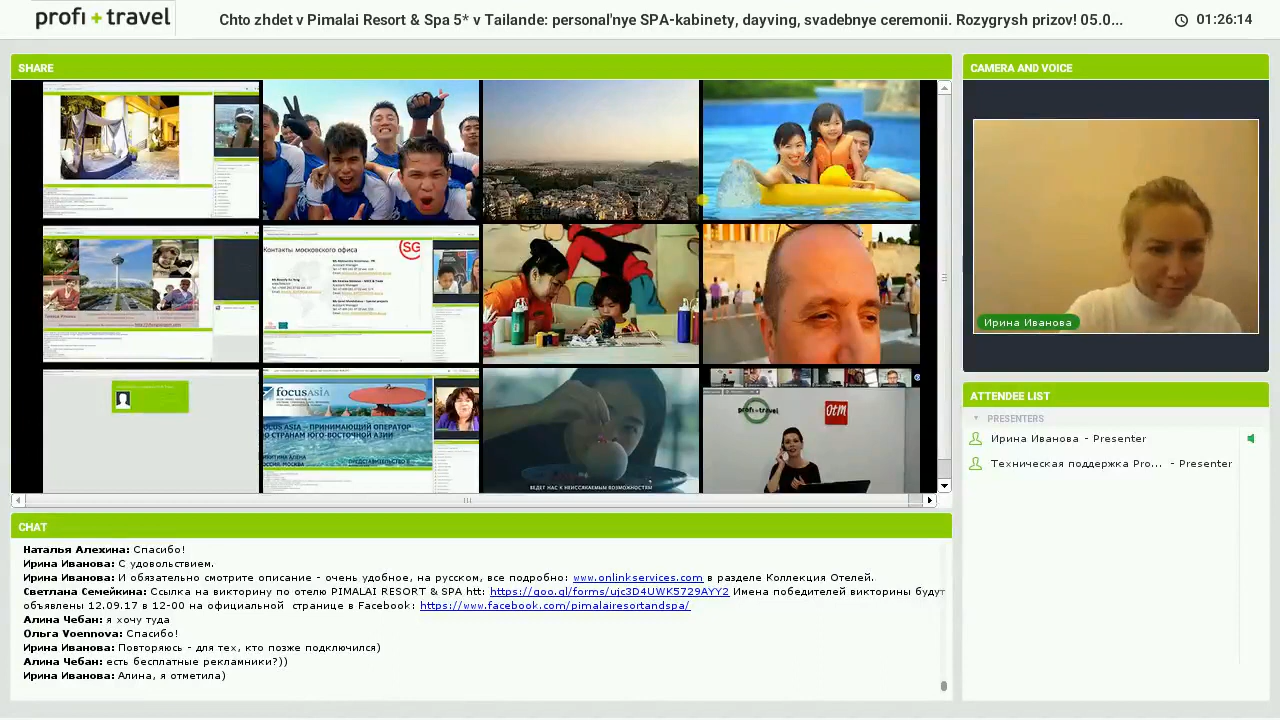 profi + travel
Chto zhdet v Pimalai Resort & Spa 5* v Tailande: personal'nye SPA-kabinety, dayving, svadebnye ceremonii. Rozygrysh prizov! 05.0...
01:26:14
SHARE
CAMERA AND VOICE
Контакты московского офиса
SG
focusASIA
OCUS ASIA – ПРИНИМАЮЩИЙ ОПЕРАТОР
О СТРАНАМ ЮГО-ВОСТОЧНОЙ АЗИИ
ПРЕДСТАВИТЕЛЬСТВО
РОССИЯ, МОСКВА
ВЕДЕТ НАС К НЕИССЯКАЕМЫМ ВОЗМОЖНОСТЯМ
profi travel
OTM
Ирина Иванова
ATTENDEE LIST
PRESENTERS
Ирина Иванова - Presenter
Техническая поддержка - Presenter
CHAT
Наталья Алехина: Спасибо!
Ирина Иванова: С удовольствием.
Ирина Иванова: И обязательно смотрите описание - очень удобное, на русском, все подробно: www.onlinkservices.com в разделе Коллекция Отелей.
Светлана Семейкина: Ссылка на викторину по отелю PIMALAI RESORT & SPA htt: https://goo.gl/forms/ujc3D4UWK5729AYY2 Имена победителей викторины будут
объявлены 12.09.17 в 12-00 на официальной странице в Facebook: https://www.facebook.com/pimalairesortandspa/
Алина Чебан: я хочу туда
Ольга Voennova: Спасибо!
Ирина Иванова: Повторяюсь - для тех, кто позже подключился)
Алина Чебан: есть бесплатные рекламники?))
Ирина Иванова: Алина, я отметила)